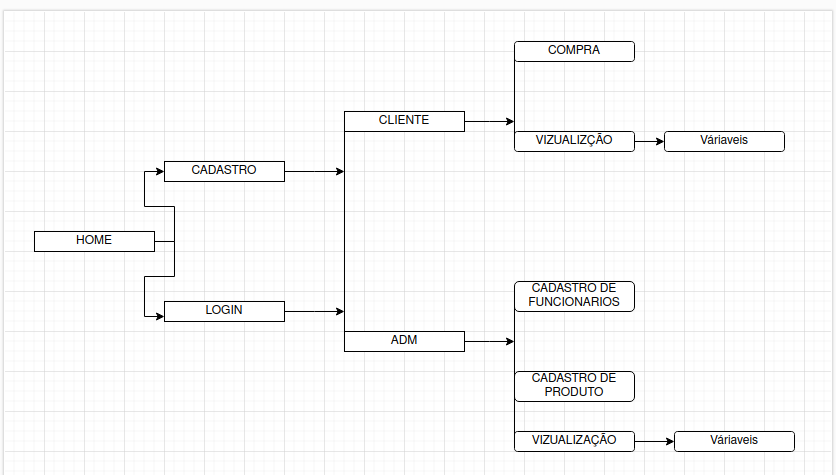 COMPRA
CLIENTE
VIZUALIZÇÃO
Váriaveis
CADASTRO
HOME
CADASTRO DE
FUNCIONARIOS
LOGIN
ADM
CADASTRO DE
PRODUTO
VIZUALIZAÇÃO
Váriaveis